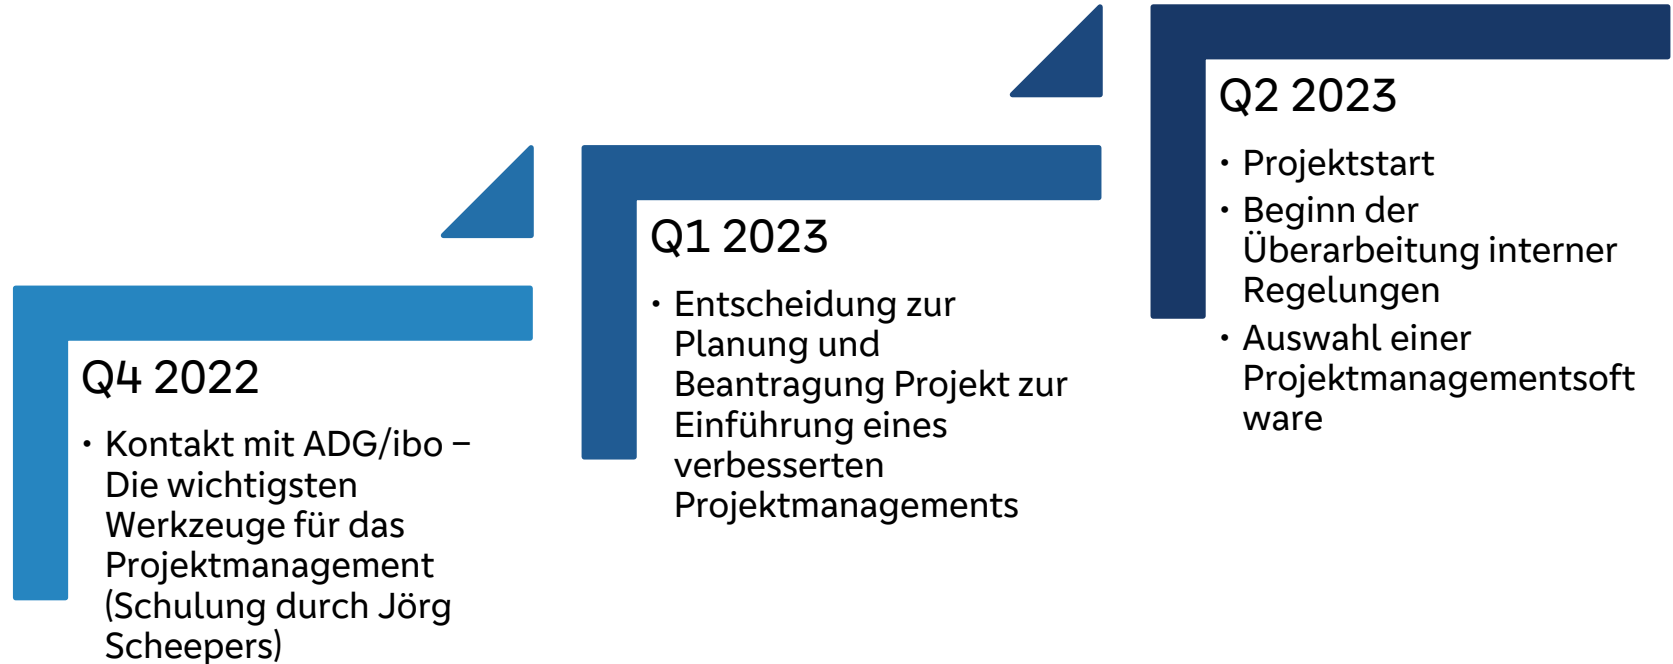 Q4 2022
· Kontakt mit ADG/ibo –
Die wichtigsten
Werkzeuge für das
Projektmanagement
(Schulung durch Jörg
Scheepers)
Q1 2023
· Entscheidung zur
Planung und
Beantragung Projekt zur
Einführung eines
verbesserten
Projektmanagements
Q2 2023
· Projektstart
· Beginn der
Überarbeitung interner
Regelungen
· Auswahl einer
Projektmanagementsoft
ware